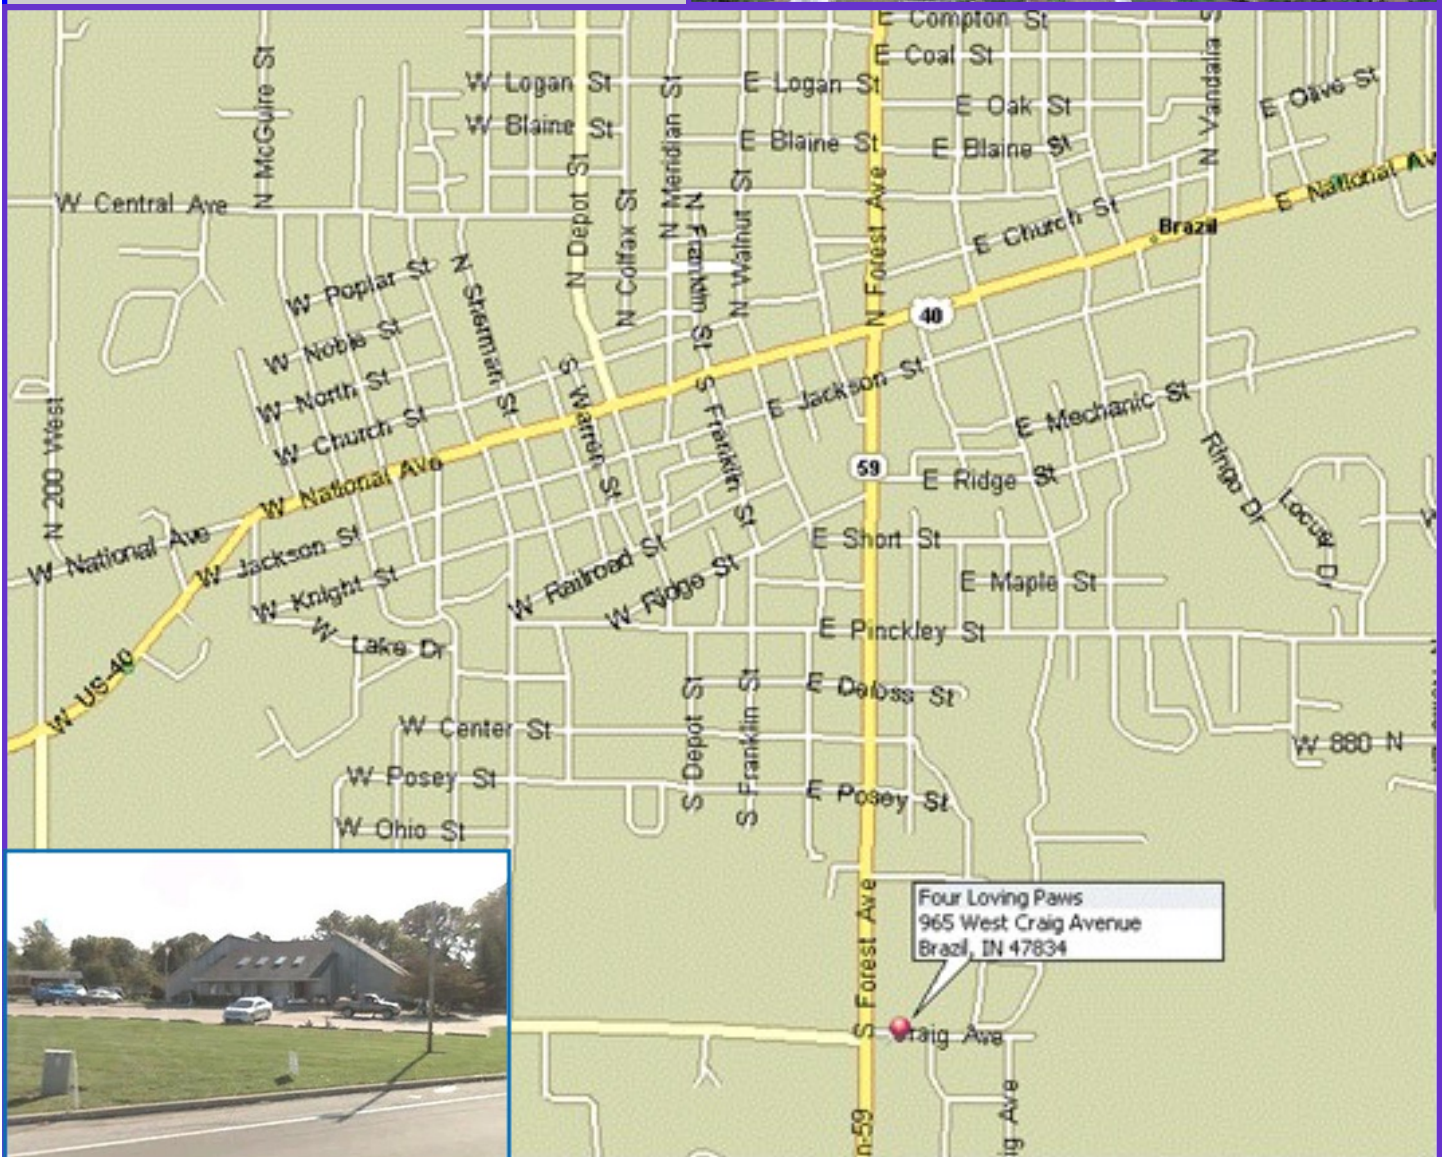 E Compton St
E Coal St
N McGuire St
W Logan St
E Logan St
N Vandalia S
E Olive St
E Oak St
W Blaine St
N Meridian St
E Blaine St
E Blaine St
W Central Ave
N Depot St
N Colfax St
N Franklin St
N Walnut St
N Forest Ave
E National Av
E Church St
Brazil
W Poplar St
N Sherman St
40
W Noble St
W North St
S Warren St
S Franklin St
E Jackson St
E Mechanic St
W Church St
N 200 West
W National Ave
59
E Ridge St
Ringo Dr
Locust Dr
W National Ave
W Jackson St
E Short St
W Railroad St
W Ridge St
E Maple St
W Knight St
W Lake Dr
E Pinckley St
W US-40
E Deloss St
W Center St
S Depot St
S Franklin St
W 880 N
W Posey St
E Posey St
W Ohio St
S Forest Ave
Four Loving Paws
965 West Craig Avenue
Brazil, IN 47834
raig Ave
n-59
ig Ave